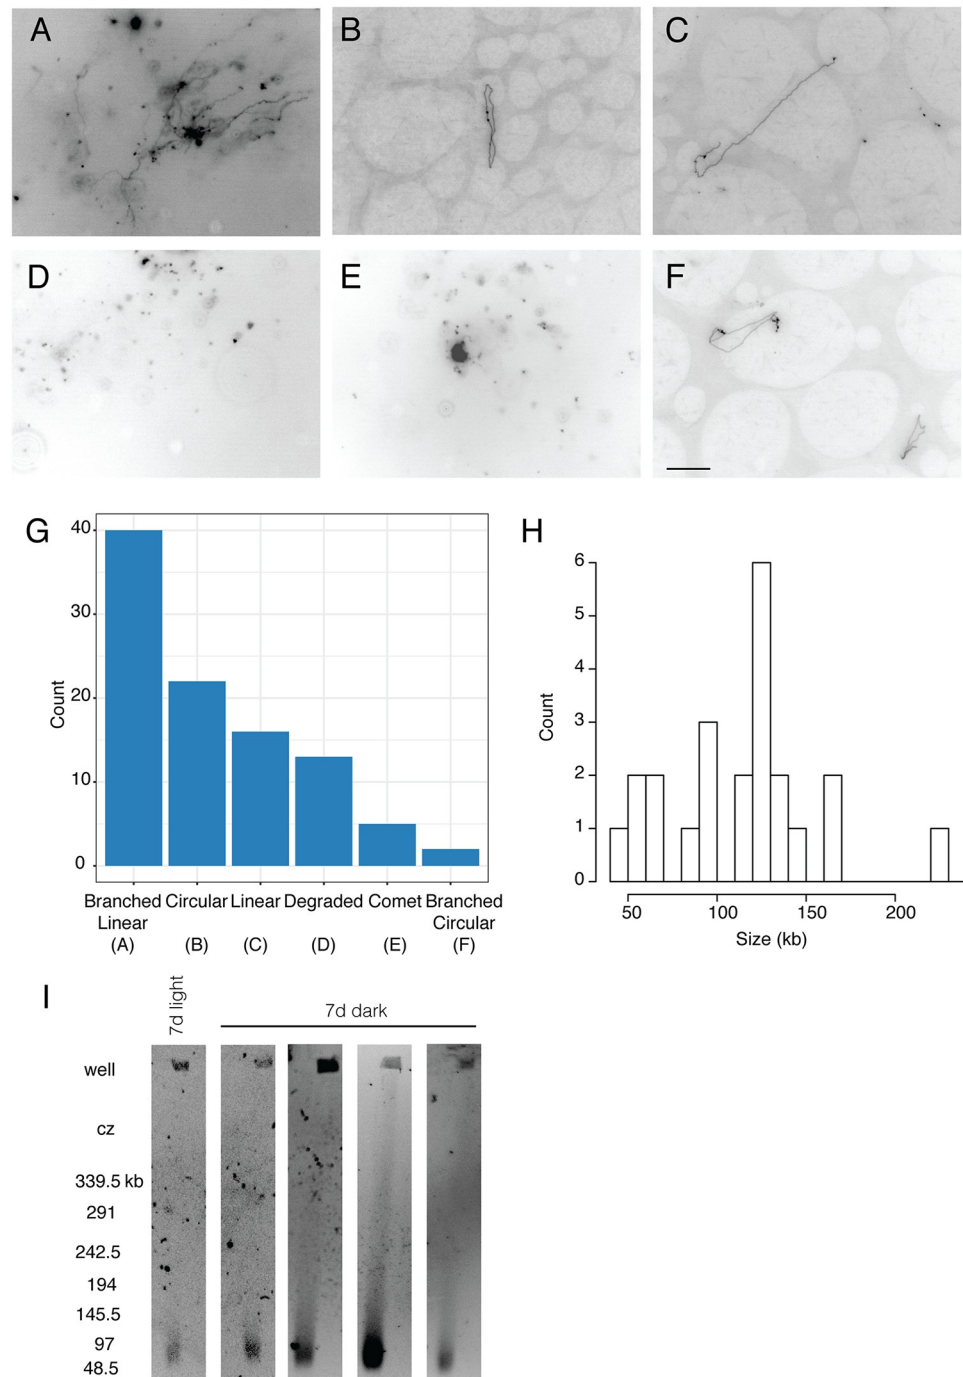 A
B
C
D
E
F
G
40
30
20
10
0
Count
Branched Linear
(A)
Circular
(B)
Linear
(C)
Degraded
(D)
Comet
(E)
Branched Circular
(F)
H
6
5
4
3
2
1
0
Count
50
100
150
200
Size (kb)
I
7d light
7d dark
well
cz
339.5 kb
291
242.5
194
145.5
97
48.5